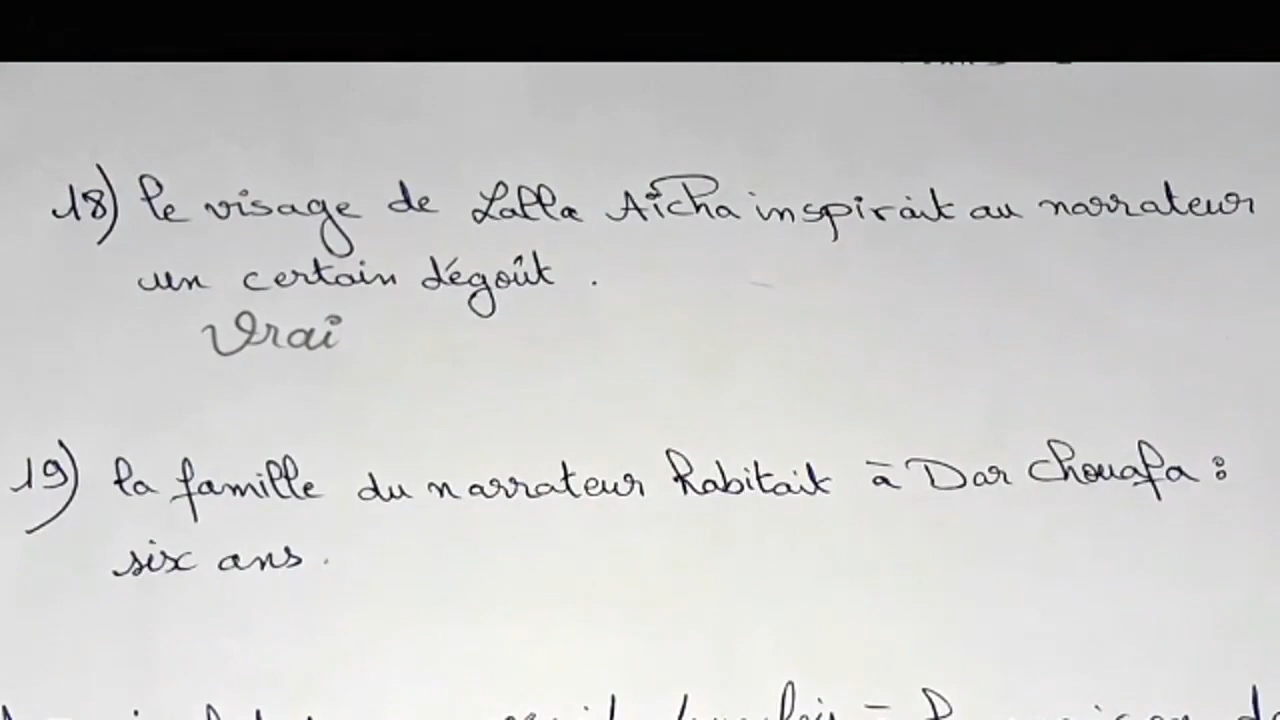 18) le visage de Lalla Aïcha inspirait au narrateur
un certain dégoût .
Vrai
19) la famille du narrateur habitait à Dar Chouafa :
six ans .